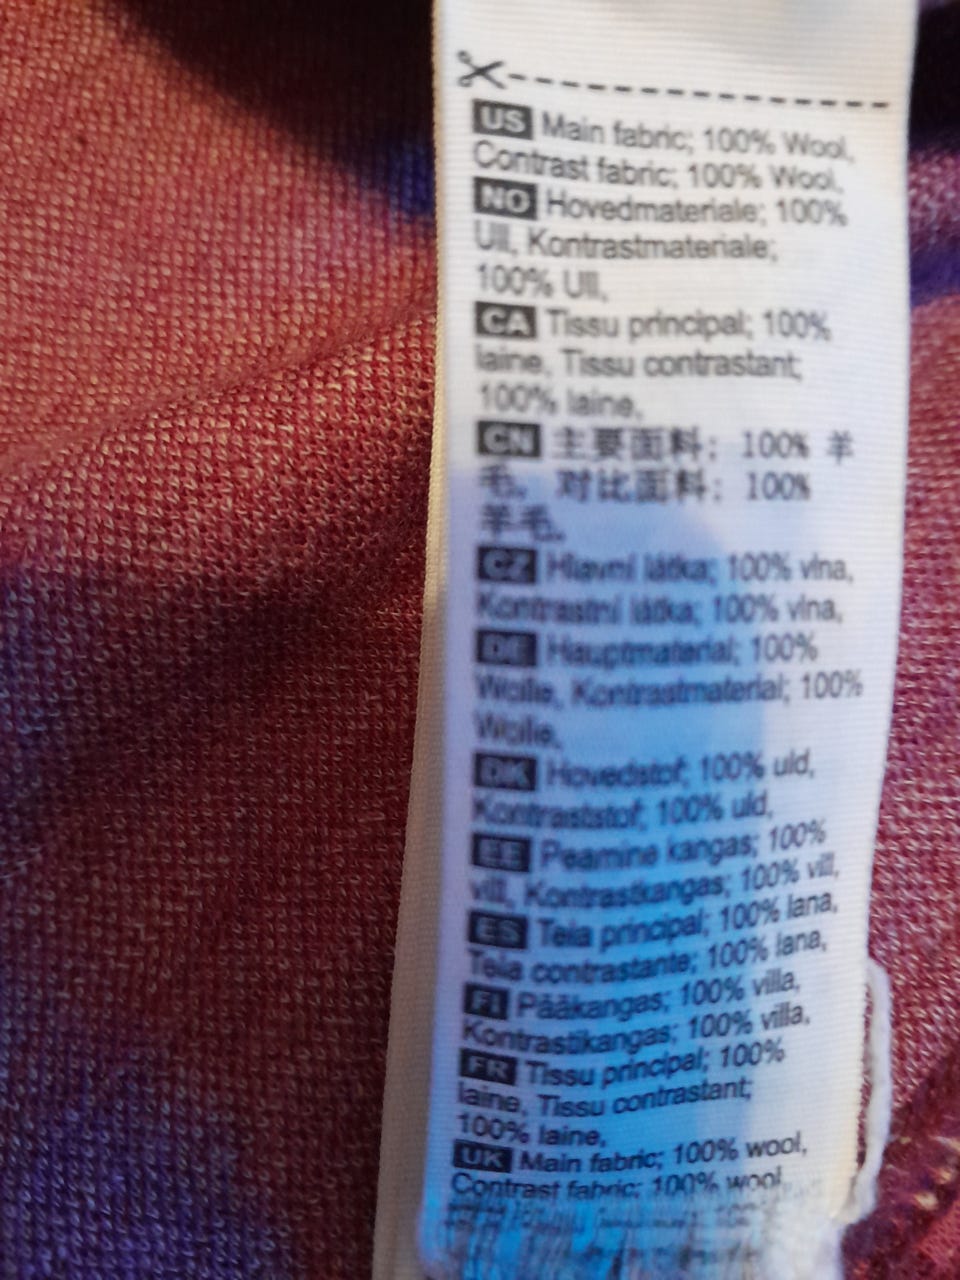 US Main fabric; 100% Wool,
Contrast fabric; 100% Wool,
NO Hovedmateriale; 100%
Ull, Kontrastmateriale;
100% Ull,
CA Tissu principal; 100%
laine, Tissu contrastant;
100% laine,
CN 主要面料: 100% 羊
毛。对比面料: 100%
羊毛。
CZ Hlavní látka; 100% vlna,
Kontrastní látka; 100% vlna,
DE Hauptmaterial; 100%
Wolle, Kontrastmaterial; 100%
Wolle,
DK Hovedstof; 100% uld,
Kontraststof; 100% uld,
EE Peamine kangas; 100%
vill, Kontrastkangas; 100% vill,
ES Tela principal; 100% lana,
Tela contrastante; 100% lana,
FI Pääkangas; 100% villa,
Kontrastikangas; 100% villa,
FR Tissu principal; 100%
laine, Tissu contrastant;
100% laine,
UK Main fabric; 100% wool,
Contrast fabric; 100% wool